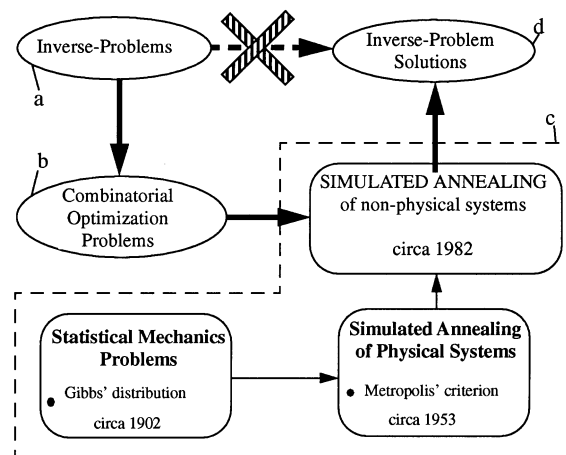 Inverse-Problems
a
Inverse-Problem
Solutions
d
c
b
Combinatorial
Optimization
Problems
SIMULATED ANNEALING
of non-physical systems
circa 1982
Statistical Mechanics
Problems
• Gibbs' distribution
circa 1902
Simulated Annealing
of Physical Systems
• Metropolis' criterion
circa 1953